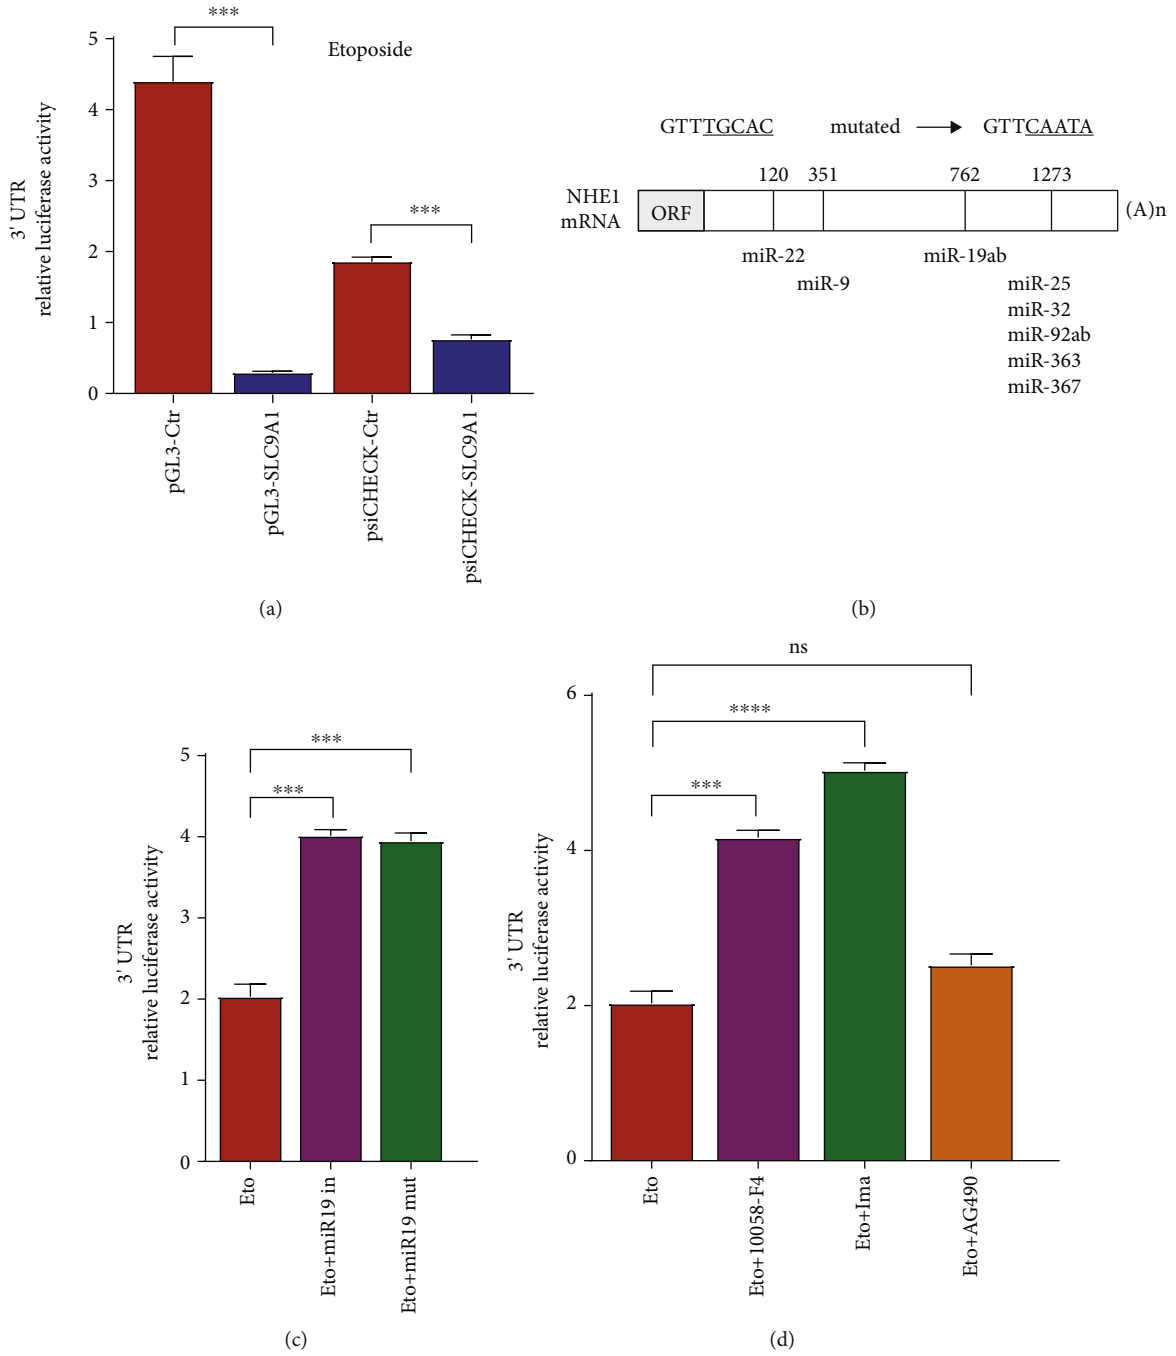 ***
Etoposide
***
5
4
3
2
1
0
3' UTR
relative luciferase activity
pGL3-Ctr
pGL3-SLC9A1
psiCHECK-Ctr
psiCHECK-SLC9A1
(a)
GTTTGCAC mutated GTTCAATA
120 351 762 1273
NHE1
mRNA
ORF
(A)n
miR-22 miR-19ab
miR-9 miR-25
miR-32
miR-92ab
miR-363
miR-367
(b)
***
***
5
4
3
2
1
0
3' UTR
relative luciferase activity
Eto
Eto+miR19 in
Eto+miR19 mut
(c)
ns
****
***
6
4
2
0
3' UTR
relative luciferase activity
Eto
Eto+10058-F4
Eto+Ima
Eto+AG490
(d)